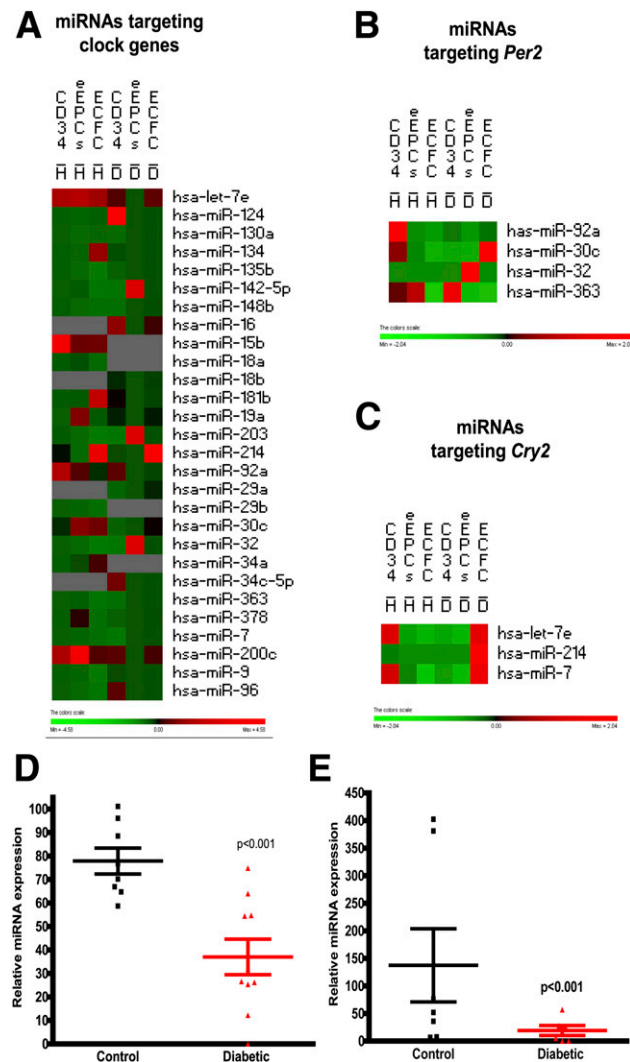 A
miRNAs targeting
clock genes
CD34 eEPCs ECFC CD34 eEPCs ECFC
H H H D D D
hsa-let-7e
hsa-miR-124
hsa-miR-130a
hsa-miR-134
hsa-miR-135b
hsa-miR-142-5p
hsa-miR-148b
hsa-miR-16
hsa-miR-15b
hsa-miR-18a
hsa-miR-18b
hsa-miR-181b
hsa-miR-19a
hsa-miR-203
hsa-miR-214
hsa-miR-92a
hsa-miR-29a
hsa-miR-29b
hsa-miR-30c
hsa-miR-32
hsa-miR-34a
hsa-miR-34c-5p
hsa-miR-363
hsa-miR-378
hsa-miR-7
hsa-miR-200c
hsa-miR-9
hsa-miR-96
The colors scale:
0.00
B
miRNAs
targeting Per2
CD34 eEPCs ECFC CD34 eEPCs ECFC
H H H D D D
has-miR-92a
hsa-miR-30c
hsa-miR-32
hsa-miR-363
The colors scale:
Min = -2.04 0.00
C
miRNAs
targeting Cry2
CD34 eEPCs ECFC CD34 eEPCs ECFC
H H H D D D
hsa-let-7e
hsa-miR-214
hsa-miR-7
The colors scale:
Min = -2.04 0.00 Max = 2.04
D
Relative miRNA expression
100
90
80
70
60
50
40
30
20
10
0
p<0.001
Control Diabetic
E
Relative miRNA expression
450
400
350
300
250
200
150
100
50
0
p<0.001
Control Diabetic